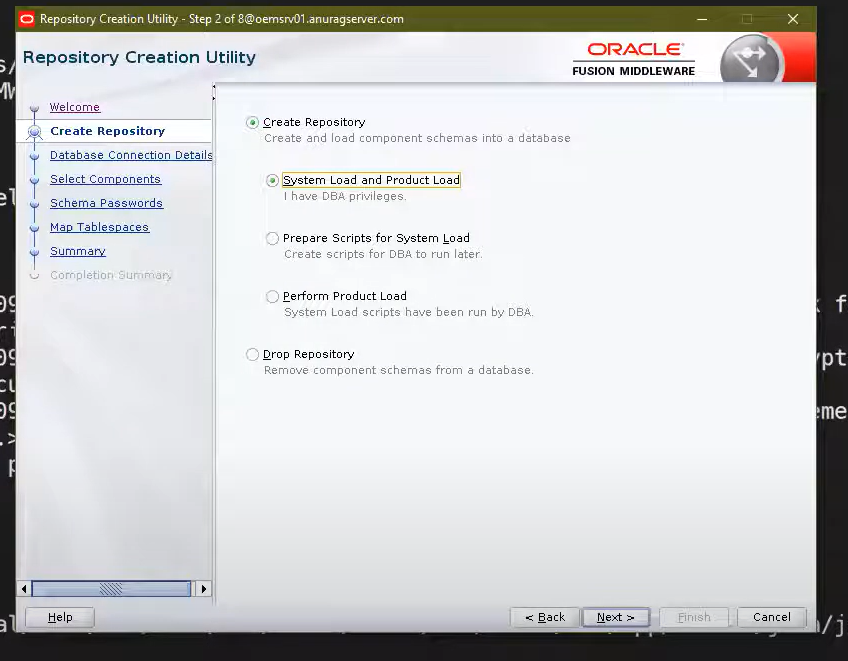 Repository Creation Utility - Step 2 of 8@oemsrv01.anuragserver.com
Repository Creation Utility
ORACLE
FUSION MIDDLEWARE
Welcome
Create Repository
Database Connection Details
Select Components
Schema Passwords
Map Tablespaces
Summary
Completion Summary
Create Repository
Create and load component schemas into a database
System Load and Product Load
I have DBA privileges.
Prepare Scripts for System Load
Create scripts for DBA to run later.
Perform Product Load
System Load scripts have been run by DBA.
Drop Repository
Remove component schemas from a database.
Help
< Back
Next >
Finish
Cancel